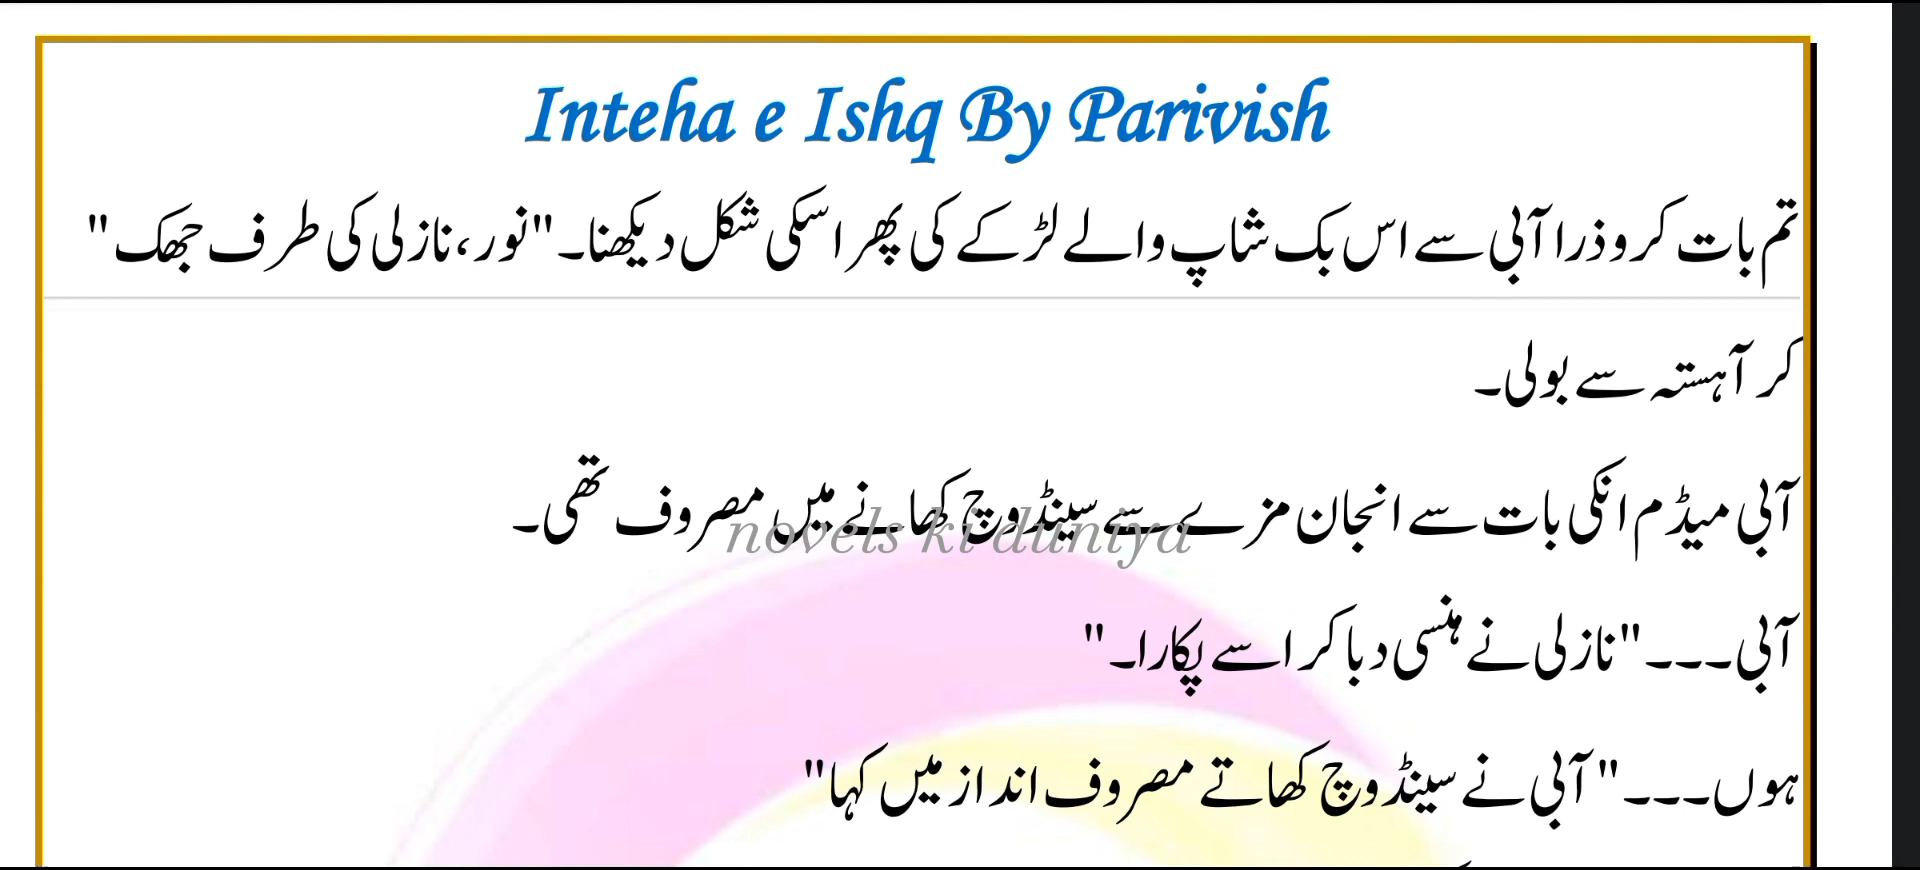 Inteha e Ishq By Parivish
تم بات کرو ذرا آبی سے اس بک شاپ والے لڑکے کی پھر اسکی شکل دیکھنا۔ "نور، نازلی کی طرف جھک"
کر آہستہ سے بولی۔
آبی میڈم انکی بات سے انجان مزے سے سینڈوچ کھانے میں مصروف تھی۔
novels ki duniya
آبی۔۔۔"نازلی نے ہنسی دبا کر اسے پکارا۔"
ہوں۔۔۔" آبی نے سینڈوچ کھاتے مصروف انداز میں کہا"